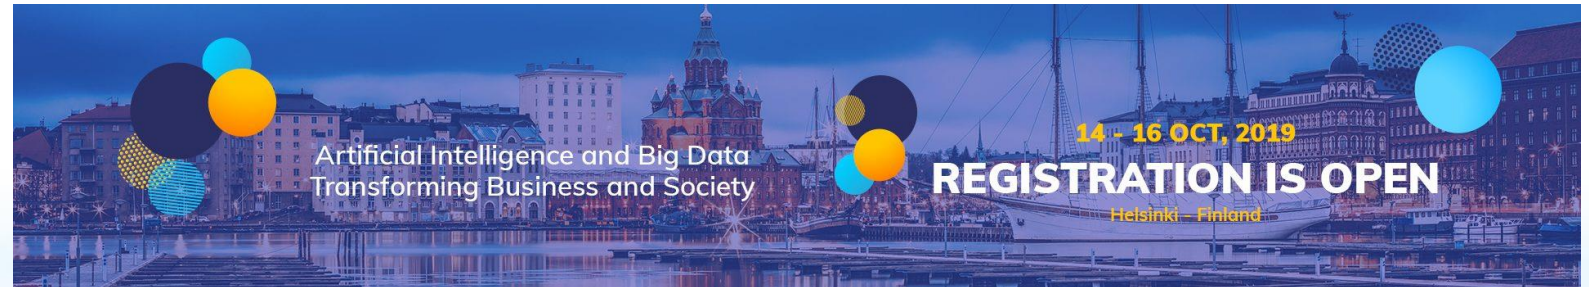 Artificial Intelligence and Big Data
Transforming Business and Society
14 - 16 OCT, 2019
REGISTRATION IS OPEN
Helsinki - Finland